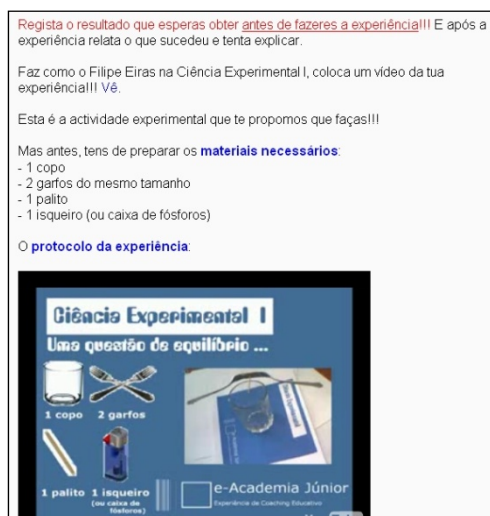 Regista o resultado que esperas obter antes de fazeres a experiência!!! E após a
experiência relata o que sucedeu e tenta explicar.
Faz como o Filipe Eiras na Ciência Experimental I, coloca um vídeo da tua
experiência!!! Vê.
Esta é a actividade experimental que te propomos que faças!!!
Mas antes, tens de preparar os materiais necessários:
- 1 copo
- 2 garfos do mesmo tamanho
- 1 palito
- 1 isqueiro (ou caixa de fósforos)
O protocolo da experiência:
Ciência Experimental I
Uma questão de equilíbrio ...
1 copo 2 garfos
1 palito 1 isqueiro
(ou caixa de
fósforos)
e-Academia Júnior
Experiência de Coaching Educativo